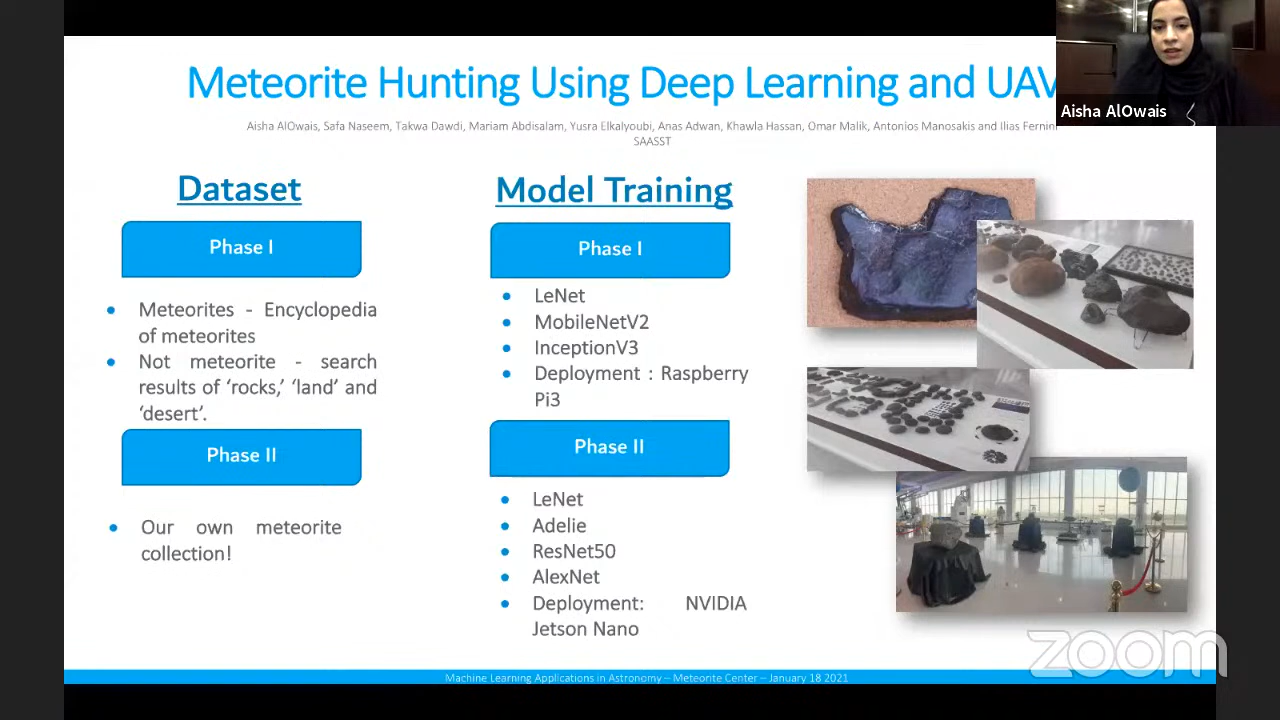 Meteorite Hunting Using Deep Learning and UAV
Aisha AlOwais
Aisha AlOwais, Safa Naseem, Takwa Dawdi, Mariam Abdisalam, Yusra Elkalyoubi, Anas Adwan, Khawla Hassan, Omar Malik, Antonios Manosakis and Ilias Fernini
SAASST
Dataset
Phase I
Meteorites - Encyclopedia
of meteorites
Not meteorite - search
results of ‘rocks,’ ‘land’ and
‘desert’.
Phase II
Our own meteorite
collection!
Model Training
Phase I
LeNet
MobileNetV2
InceptionV3
Deployment : Raspberry
Pi3
Phase II
LeNet
Adelie
ResNet50
AlexNet
Deployment: NVIDIA
Jetson Nano
zoom
Machine Learning Applications in Astronomy – Meteorite Center – January 18 2021